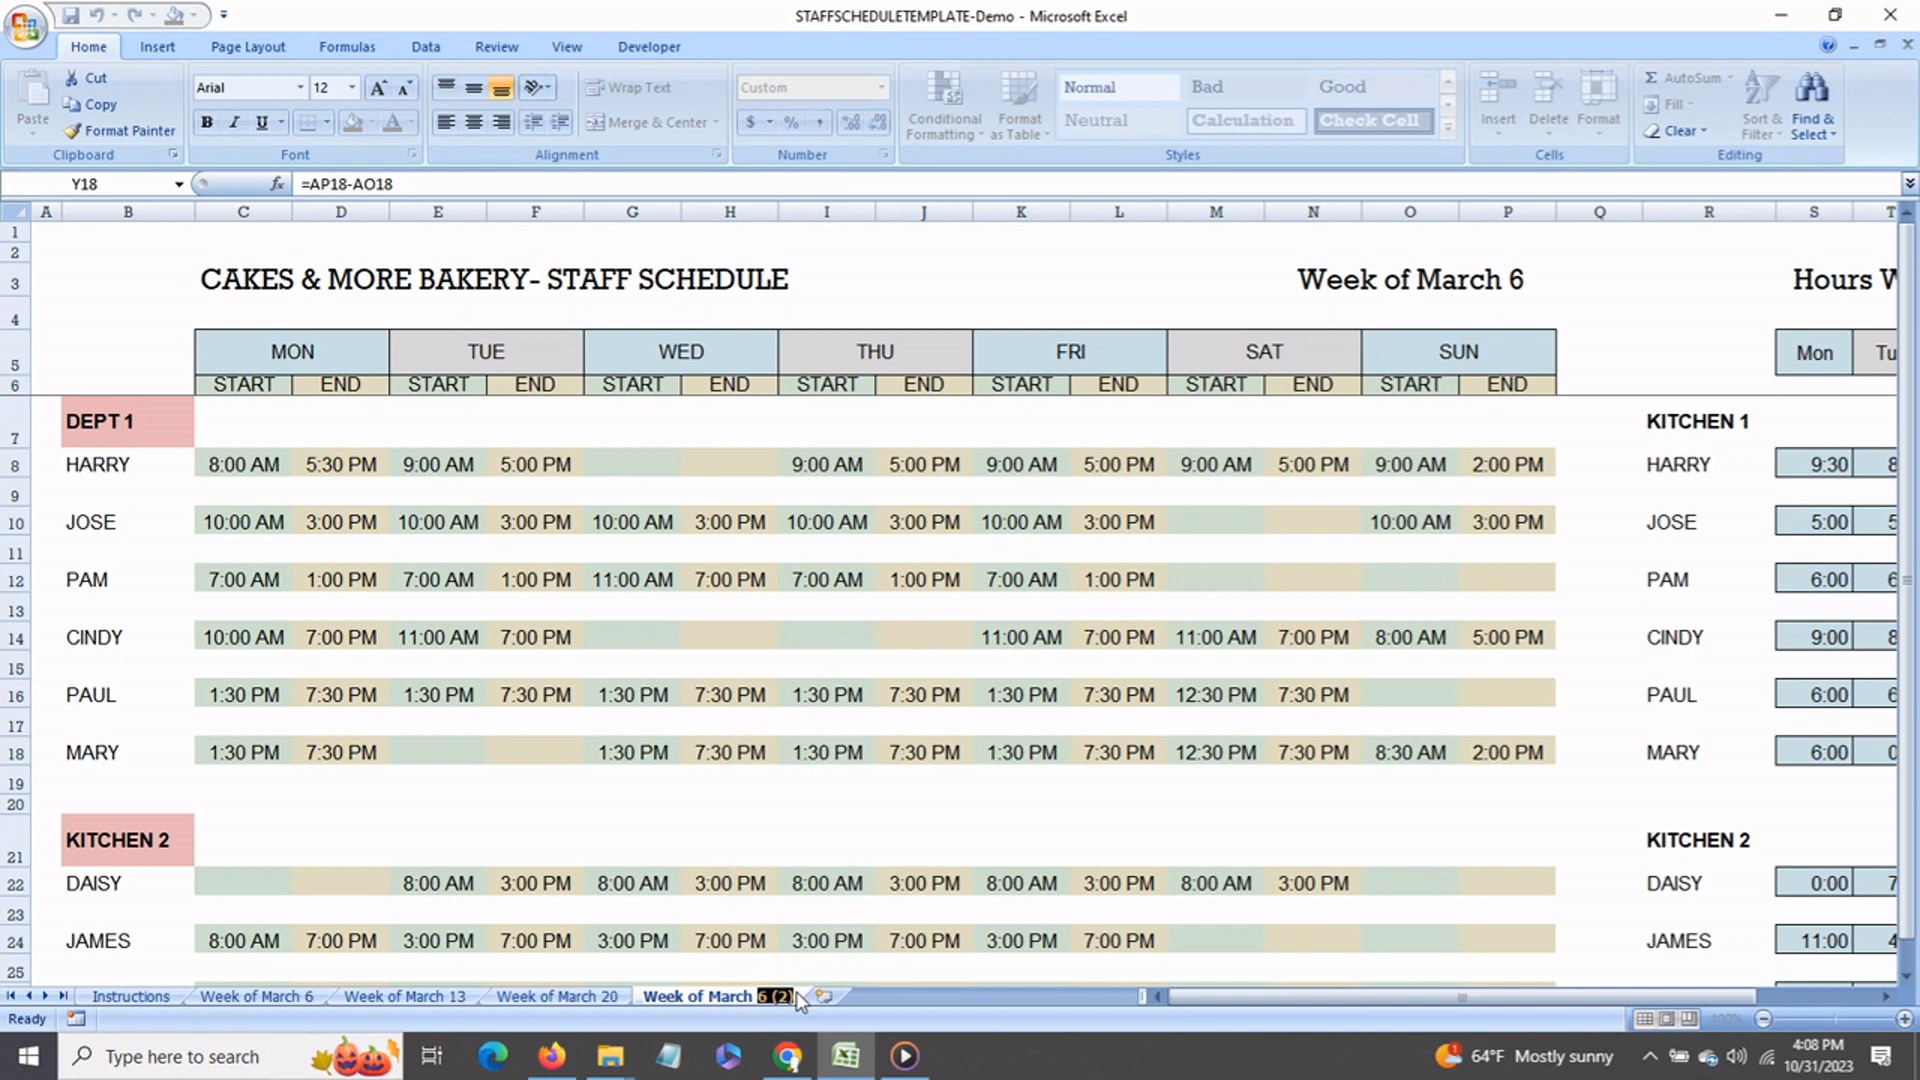 STAFFSCHEDULETEMPLATE-Demo - Microsoft Excel
Home Insert Page Layout Formulas Data Review View Developer
Paste Cut Copy Format Painter Clipboard
Arial 12 B I U Font
Wrap Text Merge & Center Alignment
Custom $ % , Number
Conditional Formatting Format as Table Normal Bad Good Neutral Calculation Check Cell Styles
Insert Delete Format Cells
Σ AutoSum Fill Clear Sort & Filter Find & Select Editing
Y18 fx =AP18-AO18
A B C D E F G H I J K L M N O P Q R S T
1
2
3 CAKES & MORE BAKERY- STAFF SCHEDULE Week of March 6 Hours W
4
5 MON TUE WED THU FRI SAT SUN Mon Tu
6 START END START END START END START END START END START END START END
7 DEPT 1 KITCHEN 1
8 HARRY 8:00 AM 5:30 PM 9:00 AM 5:00 PM 9:00 AM 5:00 PM 9:00 AM 5:00 PM 9:00 AM 5:00 PM 9:00 AM 2:00 PM HARRY 9:30 8
9
10 JOSE 10:00 AM 3:00 PM 10:00 AM 3:00 PM 10:00 AM 3:00 PM 10:00 AM 3:00 PM 10:00 AM 3:00 PM 10:00 AM 3:00 PM JOSE 5:00 5
11
12 PAM 7:00 AM 1:00 PM 7:00 AM 1:00 PM 11:00 AM 7:00 PM 7:00 AM 1:00 PM 7:00 AM 1:00 PM PAM 6:00 6
13
14 CINDY 10:00 AM 7:00 PM 11:00 AM 7:00 PM 11:00 AM 7:00 PM 11:00 AM 7:00 PM 8:00 AM 5:00 PM CINDY 9:00 8
15
16 PAUL 1:30 PM 7:30 PM 1:30 PM 7:30 PM 1:30 PM 7:30 PM 1:30 PM 7:30 PM 1:30 PM 7:30 PM 12:30 PM 7:30 PM PAUL 6:00 6
17
18 MARY 1:30 PM 7:30 PM 1:30 PM 7:30 PM 1:30 PM 7:30 PM 1:30 PM 7:30 PM 12:30 PM 7:30 PM 8:30 AM 2:00 PM MARY 6:00 0
19
20
21 KITCHEN 2 KITCHEN 2
22 DAISY 8:00 AM 3:00 PM 8:00 AM 3:00 PM 8:00 AM 3:00 PM 8:00 AM 3:00 PM 8:00 AM 3:00 PM DAISY 0:00 7
23
24 JAMES 8:00 AM 7:00 PM 3:00 PM 7:00 PM 3:00 PM 7:00 PM 3:00 PM 7:00 PM 3:00 PM 7:00 PM JAMES 11:00 4
25
Instructions Week of March 6 Week of March 13 Week of March 20 Week of March 6 (2)
Ready 100%
Type here to search 64°F Mostly sunny 4:08 PM
10/31/2023